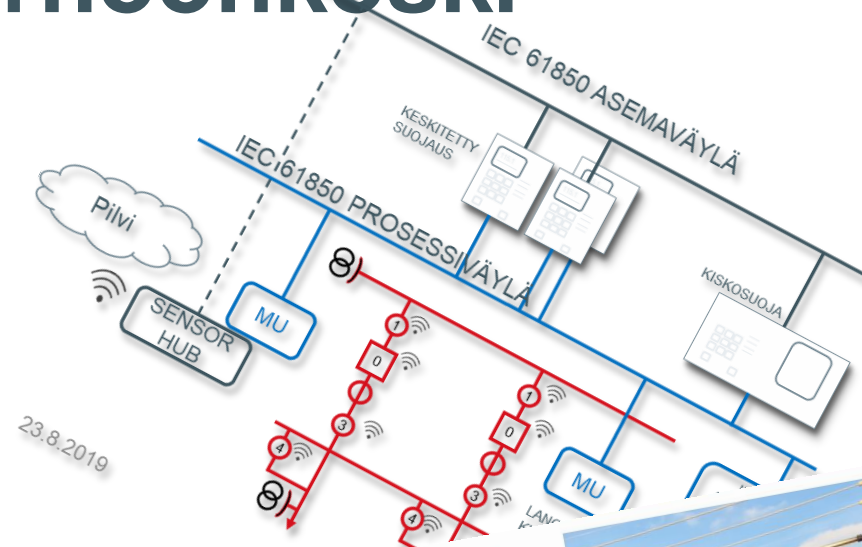 IEC 61850 ASEMAVÄYLÄ
KESKITETTY
SUOJAUS
IEC 61850 PROSESSIVÄYLÄ
Pilvi
KISKOSUOJA
SENSOR
HUB
MU
1
0
3
4
1
0
3
4
MU
23.8.2019